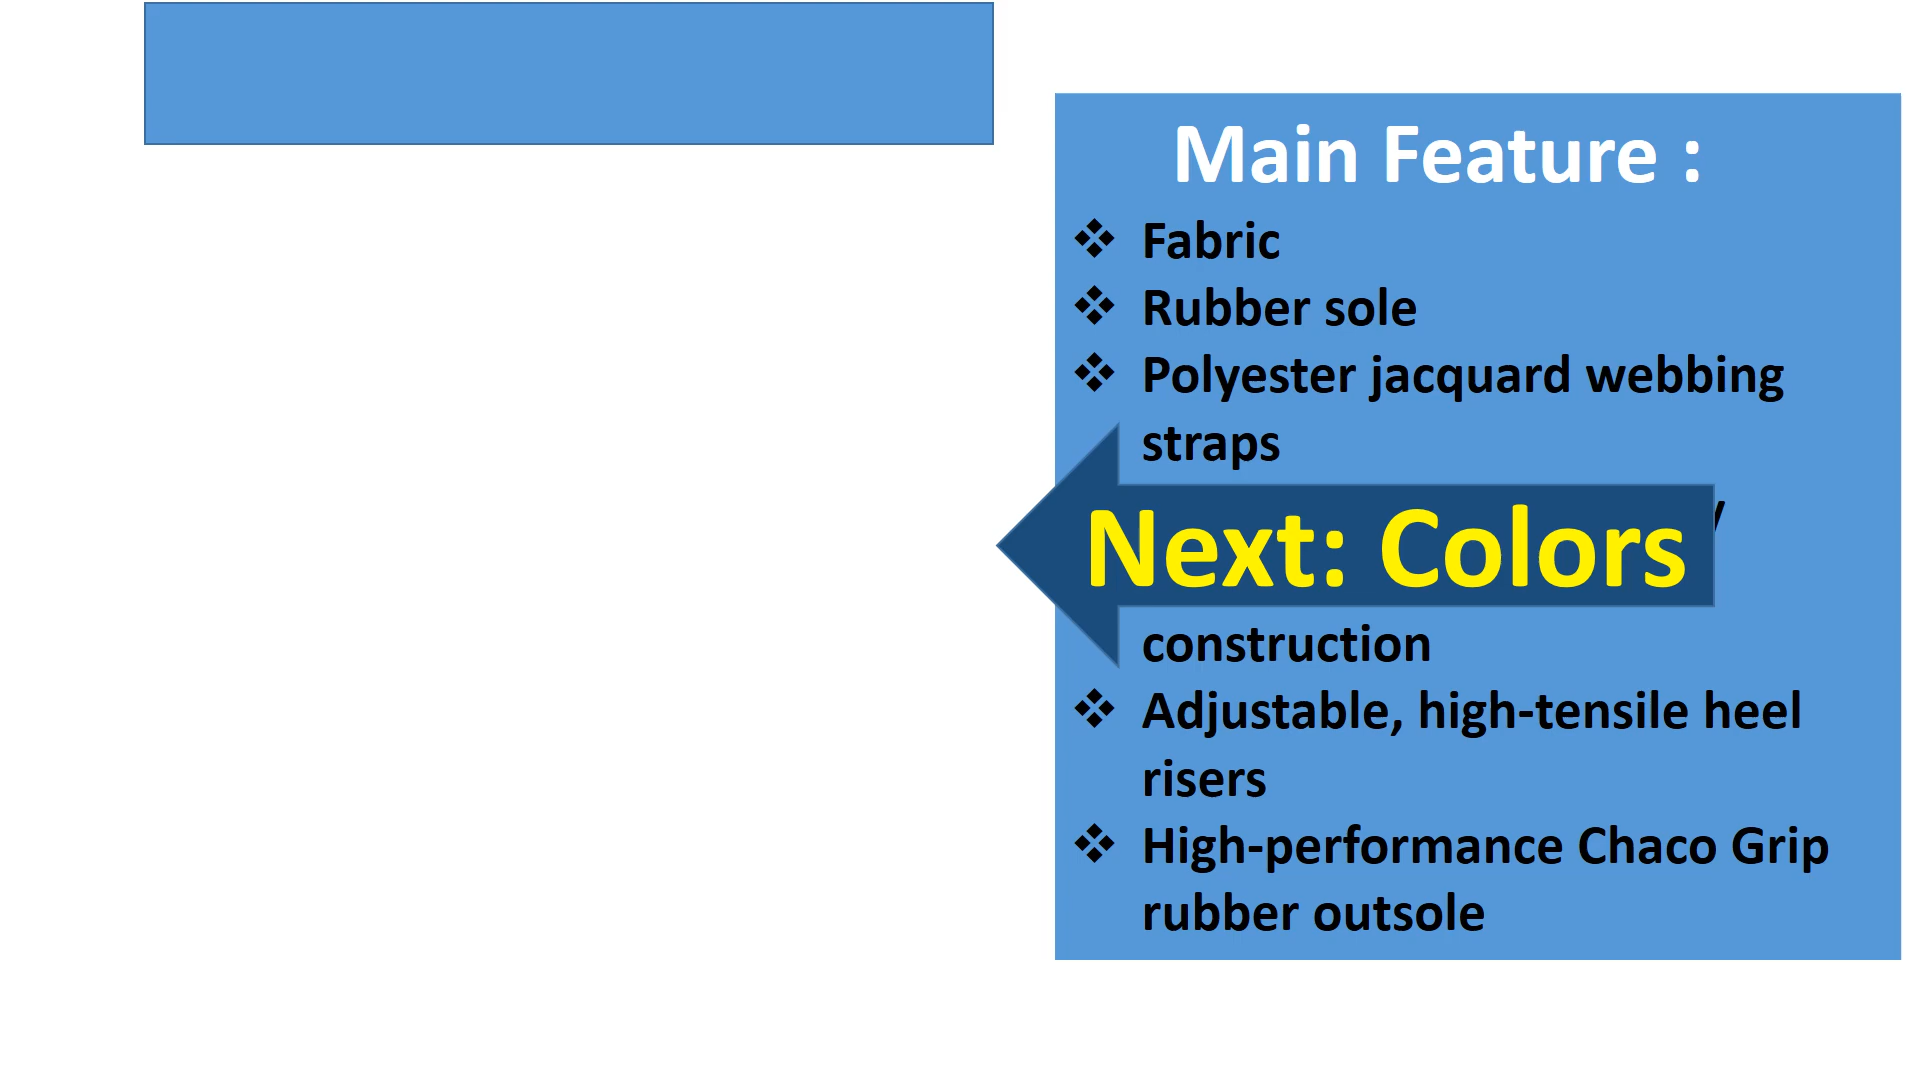 Main Feature :
❖ Fabric
❖ Rubber sole
❖ Polyester jacquard webbing
straps
Next: Colors
construction
❖ Adjustable, high-tensile heel
risers
❖ High-performance Chaco Grip
rubber outsole